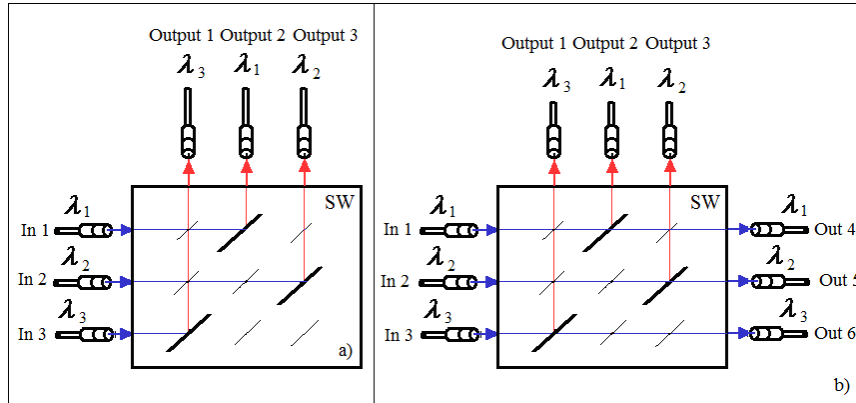 Output 1 Output 2 Output 3
λ3 λ1 λ2
SW
λ1
In 1
λ2
In 2
λ3
In 3
a)
Output 1 Output 2 Output 3
λ3 λ1 λ2
SW
λ1 λ1
In 1 Out 4
λ2 λ2
In 2 Out 5
λ3 λ3
In 3 Out 6
b)